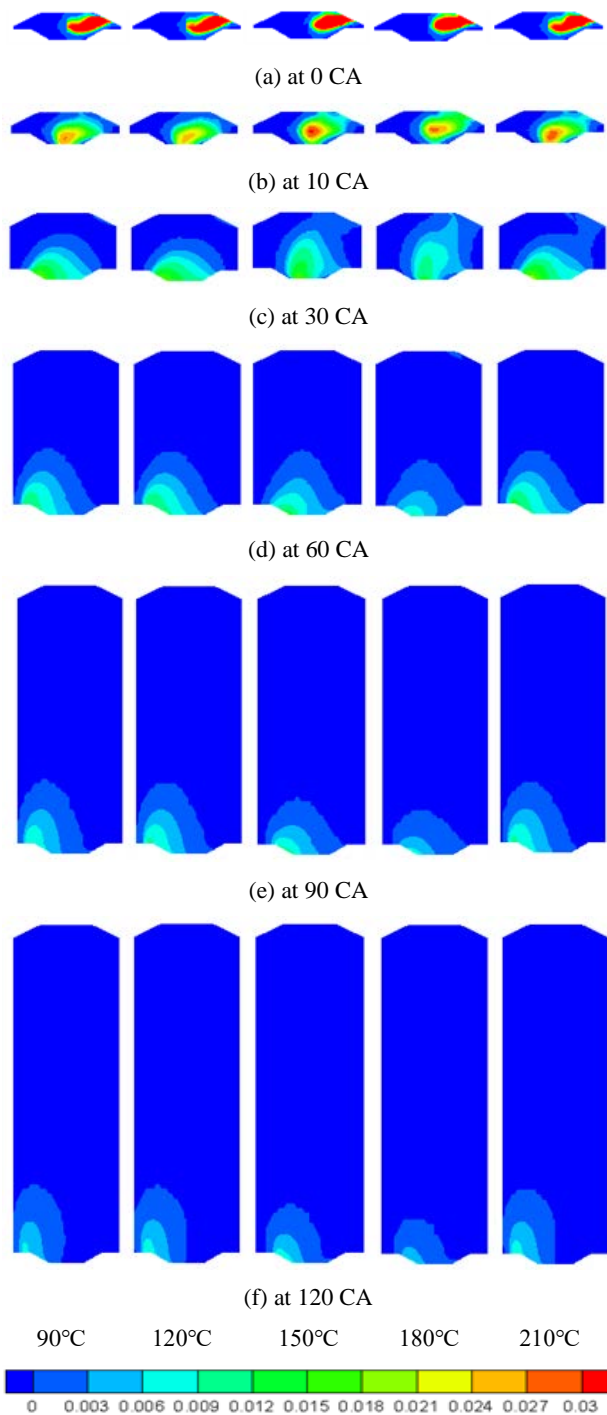 (a) at 0 CA
(b) at 10 CA
(c) at 30 CA
(d) at 60 CA
(e) at 90 CA
(f) at 120 CA
90℃ 120℃ 150℃ 180℃ 210℃
0 0.003 0.006 0.009 0.012 0.015 0.018 0.021 0.024 0.027 0.03